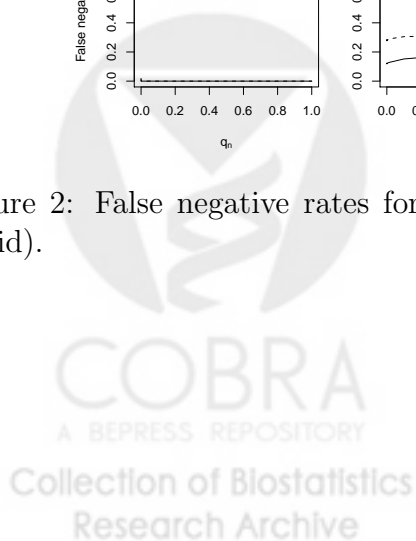 False nega
0.0 0.2 0.4
0.0 0.2 0.4
0.0 0.2 0.4 0.6 0.8 1.0
0.0
qn
ure 2: False negative rates for
id).
COBRA
A BEPRESS REPOSITORY
Collection of Biostatistics
Research Archive